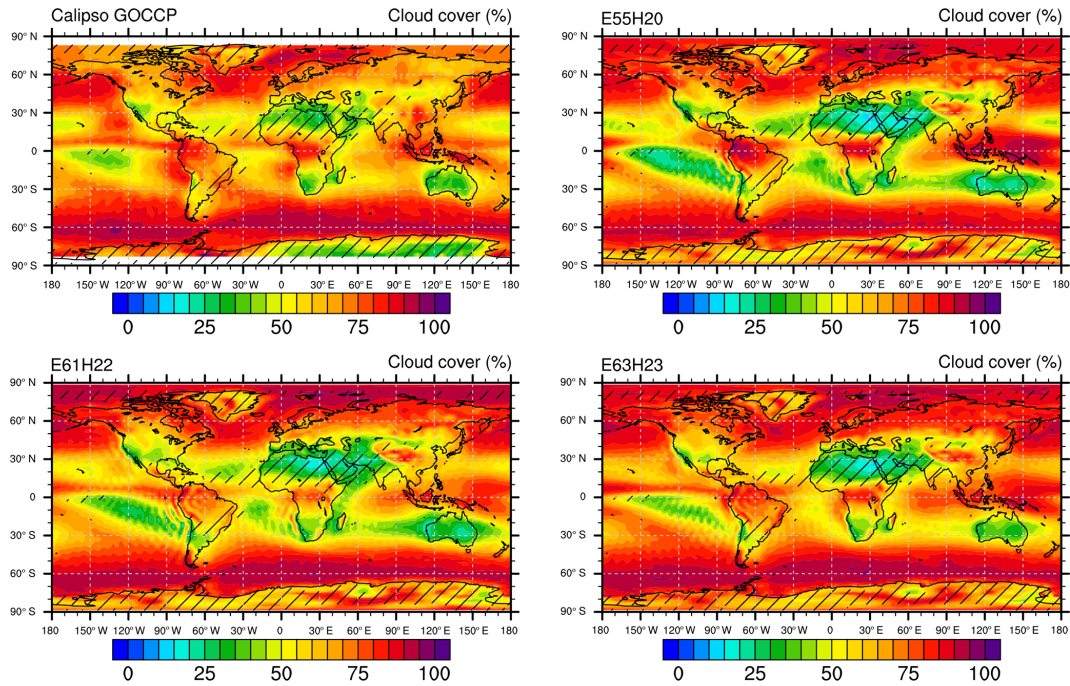 Calipso GOCCP Cloud cover (%)
90° N
60° N
30° N
0
30° S
60° S
90° S
180 150° W 120° W 90° W 60° W 30° W 0 30° E 60° E 90° E 120° E 150° E 180
0 25 50 75 100
E55H20 Cloud cover (%)
90° N
60° N
30° N
0
30° S
60° S
90° S
180 150° W 120° W 90° W 60° W 30° W 0 30° E 60° E 90° E 120° E 150° E 180
0 25 50 75 100
E61H22 Cloud cover (%)
90° N
60° N
30° N
0
30° S
60° S
90° S
180 150° W 120° W 90° W 60° W 30° W 0 30° E 60° E 90° E 120° E 150° E 180
0 25 50 75 100
E63H23 Cloud cover (%)
90° N
60° N
30° N
0
30° S
60° S
90° S
180 150° W 120° W 90° W 60° W 30° W 0 30° E 60° E 90° E 120° E 150° E 180
0 25 50 75 100